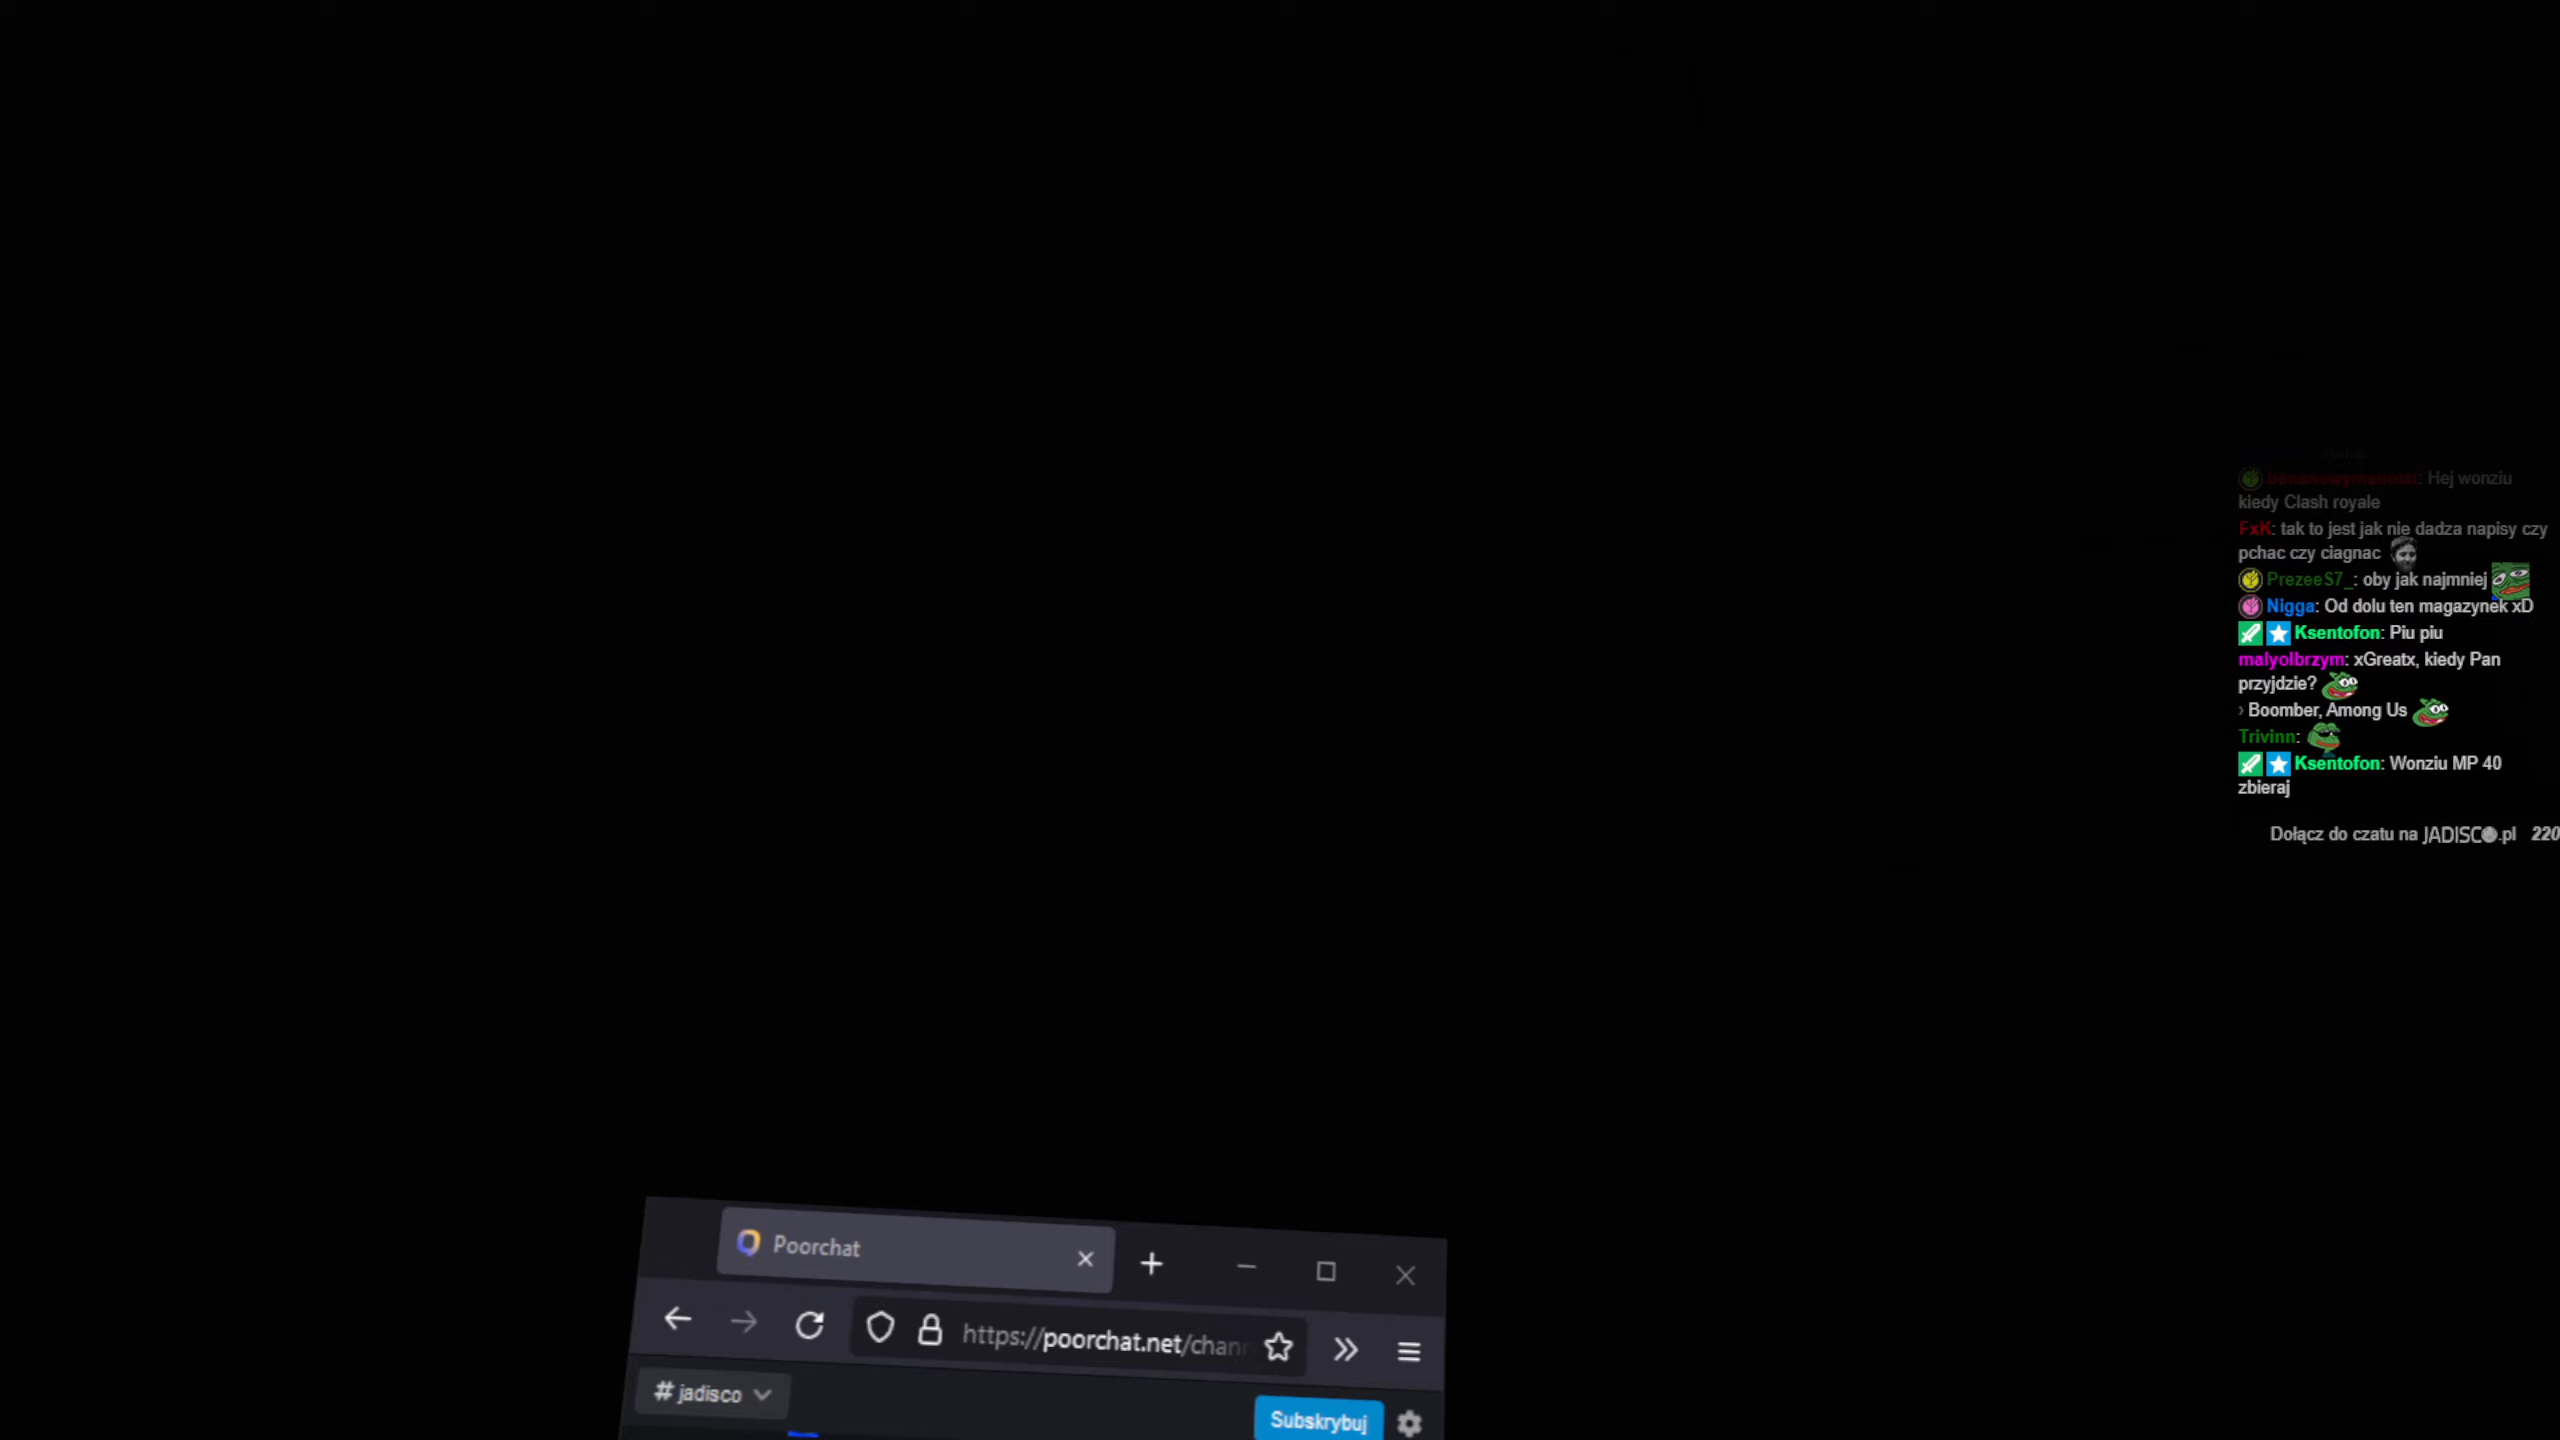 : Hej wonziu
kiedy Clash royale
FxK: tak to jest jak nie dadza napisy czy
pchac czy ciagnac
PrezeeS7_: oby jak najmniej
Nigga: Od dolu ten magazynek xD
Ksentofon: Piu piu
malyolbrzym: xGreatx, kiedy Pan
przyjdzie?
› Boomber, Among Us
Trivinn:
Ksentofon: Wonziu MP 40
zbieraj
Dołącz do czatu na JADISCO.pl 220
Poorchat
https://poorchat.net/chan
# jadisco
Subskrybuj